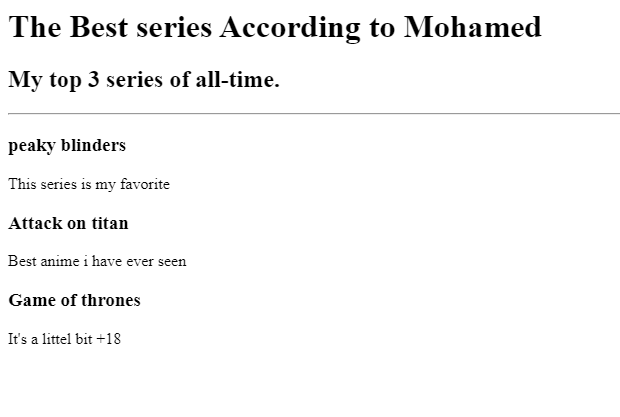 The Best series According to Mohamed
My top 3 series of all-time.
peaky blinders
This series is my favorite
Attack on titan
Best anime i have ever seen
Game of thrones
It's a littel bit +18